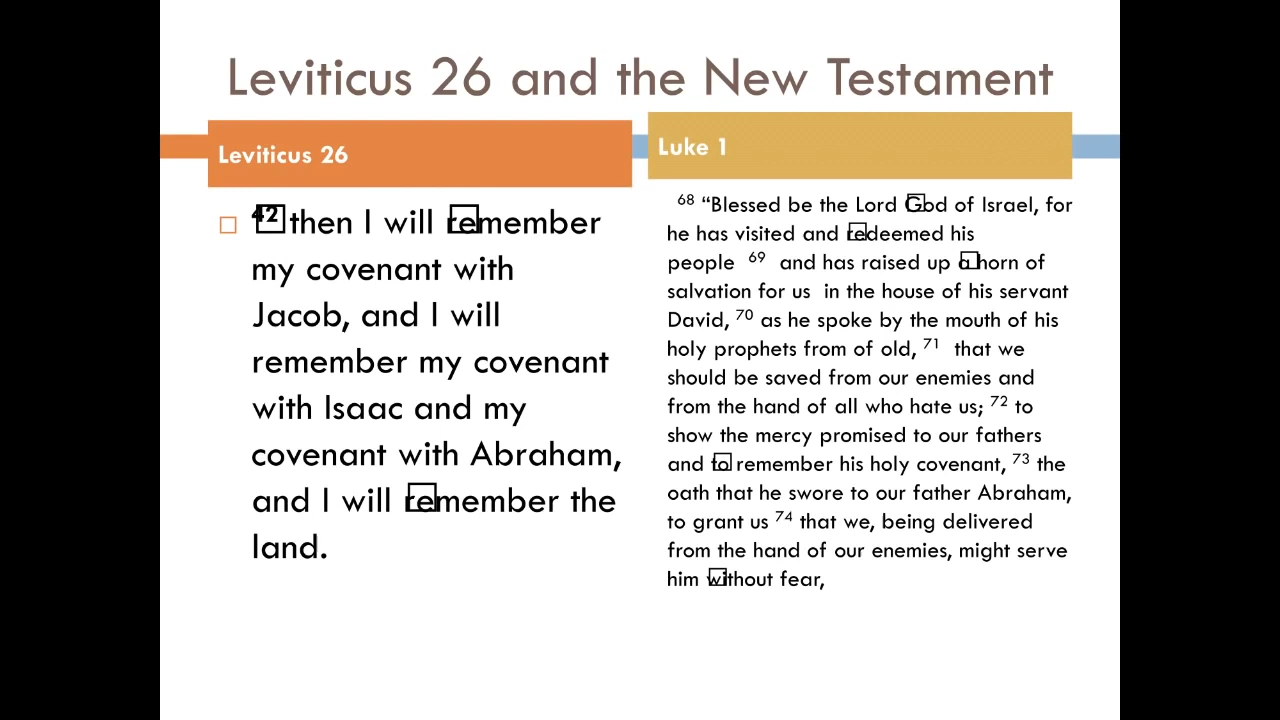 Leviticus 26 and the New Testament
Leviticus 26
42 then I will remember
my covenant with
Jacob, and I will
remember my covenant
with Isaac and my
covenant with Abraham,
and I will remember the
land.
Luke 1
68 “Blessed be the Lord God of Israel, for
he has visited and redeemed his
people 69 and has raised up a horn of
salvation for us in the house of his servant
David, 70 as he spoke by the mouth of his
holy prophets from of old, 71 that we
should be saved from our enemies and
from the hand of all who hate us; 72 to
show the mercy promised to our fathers
and to remember his holy covenant, 73 the
oath that he swore to our father Abraham,
to grant us 74 that we, being delivered
from the hand of our enemies, might serve
him without fear,